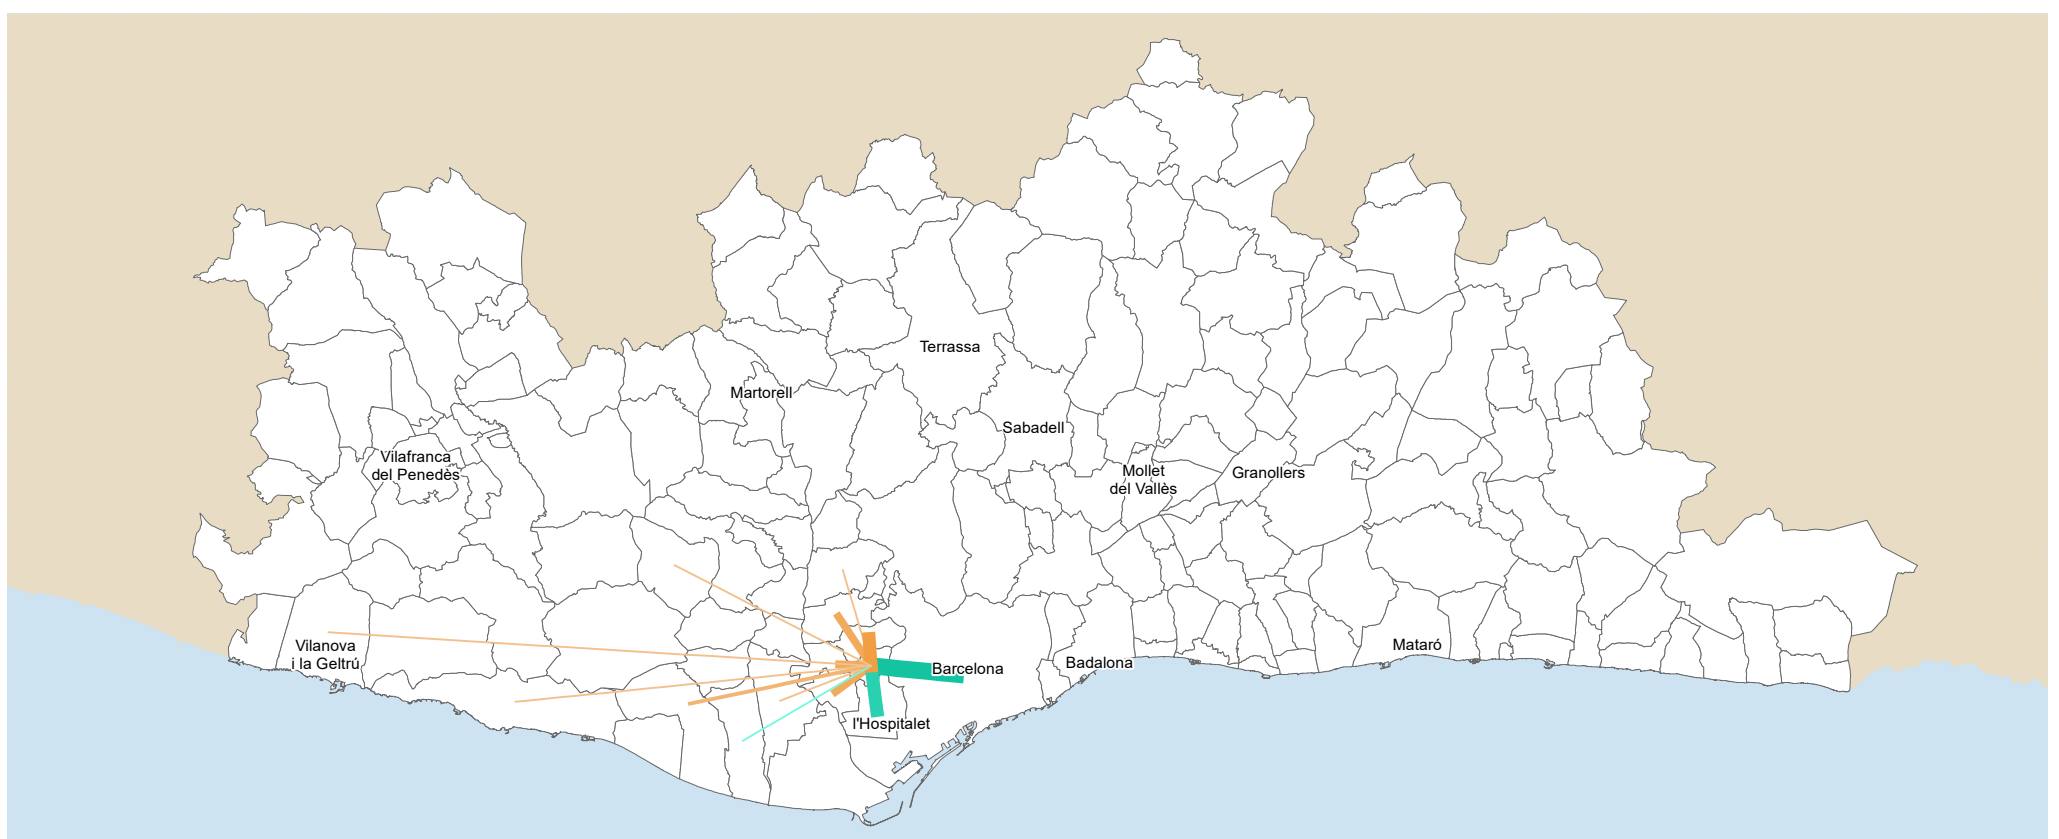 Terrassa
Martorell
Sabadell
Vilafranca
del Penedès
Mollet
del Vallès
Granollers
Vilanova
i la Geltrú
Barcelona
Badalona
Mataró
l'Hospitalet